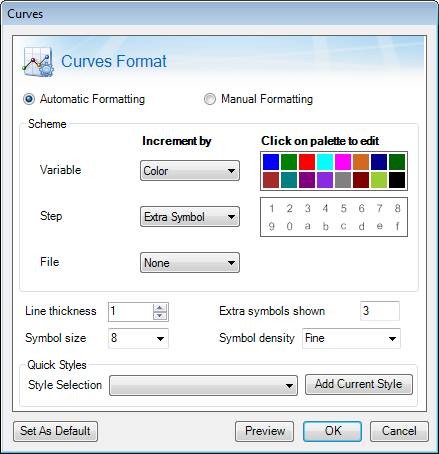 Curves
Curves Format
Automatic Formatting Manual Formatting
Scheme
Increment by Click on palette to edit
Variable Color
Step Extra Symbol
1 2 3 4 5 6 7 8
9 0 a b c d e f
File None
Line thickness 1 Extra symbols shown 3
Symbol size 8 Symbol density Fine
Quick Styles
Style Selection Add Current Style
Set As Default Preview OK Cancel